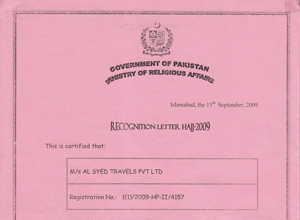 GOVERNMENT OF PAKISTAN
MINISTRY OF RELIGIOUS AFFAIRS
Islamabad, the 15th September, 2009
RECOGNITION LETTER HAJJ-2009
This is certified that:
M/s AL SYED TRAVELS PVT LTD
Registration No.: 1(1)/2009-HP-II/4157